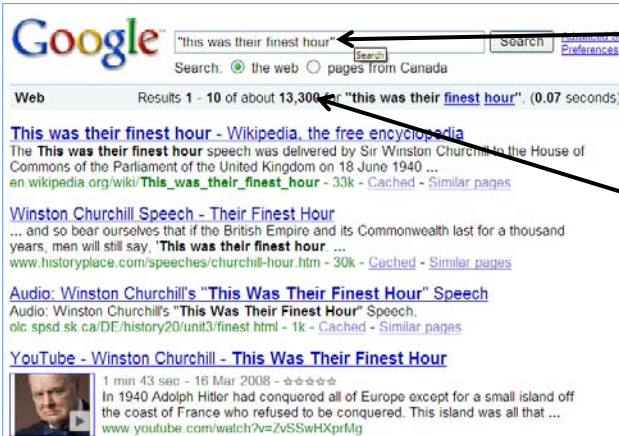 Google
"this was their finest hour"
Search
Preferences
Search
Search: the web pages from Canada
Web Results 1 - 10 of about 13,300 for "this was their finest hour". (0.07 seconds)
This was their finest hour - Wikipedia, the free encyclopedia
The This was their finest hour speech was delivered by Sir Winston Churchill to the House of
Commons of the Parliament of the United Kingdom on 18 June 1940 ...
en.wikipedia.org/wiki/This_was_their_finest_hour - 33k - Cached - Similar pages
Winston Churchill Speech - Their Finest Hour
... and so bear ourselves that if the British Empire and its Commonwealth last for a thousand
years, men will still say, 'This was their finest hour. ...
www.historyplace.com/speeches/churchill-hour.htm - 30k - Cached - Similar pages
Audio: Winston Churchill's "This Was Their Finest Hour" Speech
Audio: Winston Churchill's "This Was Their Finest Hour" Speech.
olc.spsd.sk.ca/DE/history20/unit3/finest.html - 1k - Cached - Similar pages
YouTube - Winston Churchill - This Was Their Finest Hour
1 min 43 sec - 16 Mar 2008 -
In 1940 Adolph Hitler had conquered all of Europe except for a small island off
the coast of France who refused to be conquered. This island was all that ...
www.youtube.com/watch?v=ZvSSwHXprMg